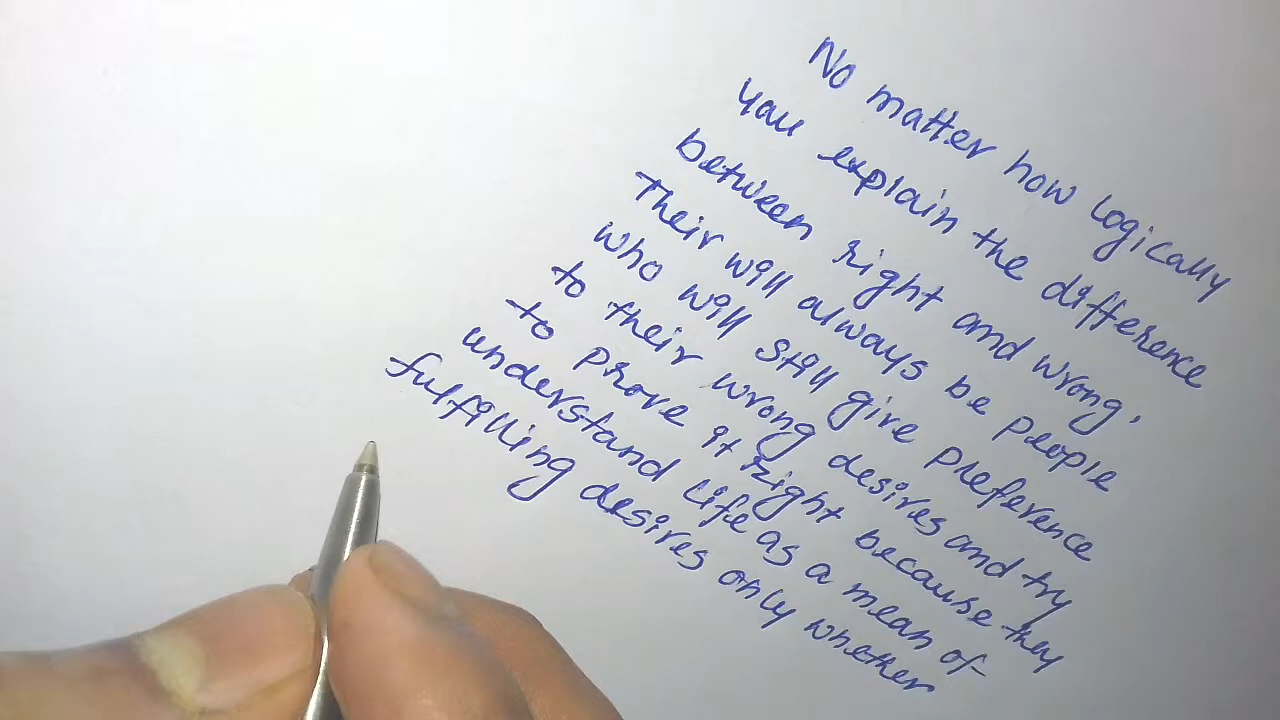 No matter how logically
you explain the difference
between right and wrong,
Their will always be people
who will still give preference
to their wrong desires and try
to prove it right because they
understand life as a mean of
fulfilling desires only whether